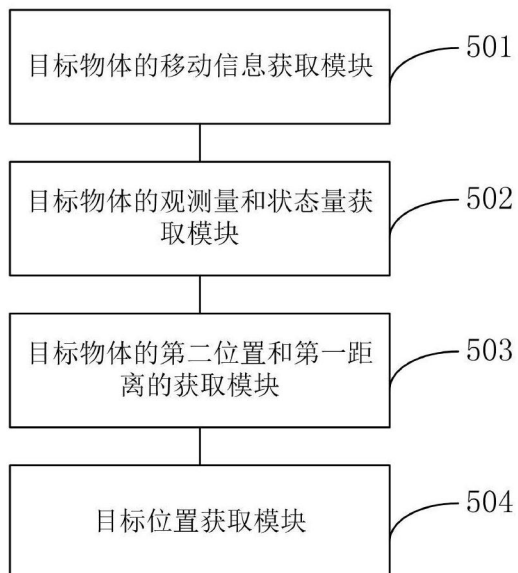 目标物体的移动信息获取模块
501
目标物体的观测量和状态量获
取模块
502
目标物体的第二位置和第一距
离的获取模块
503
目标位置获取模块
504